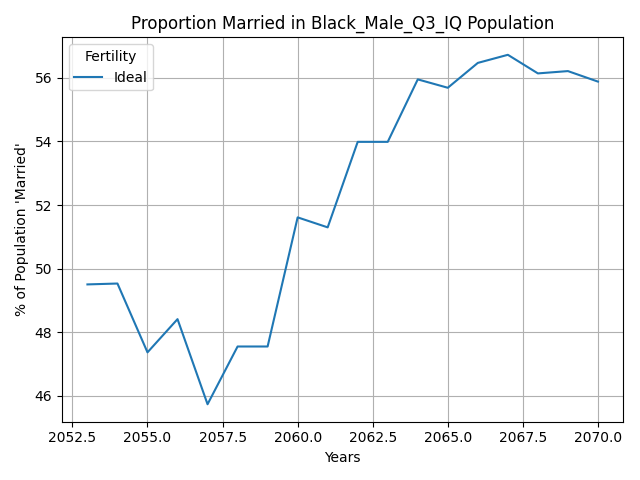 Proportion Married in Black_Male_Q3_IQ Population
Fertility
Ideal
% of Population 'Married'
56
54
52
50
48
46
2052.5 2055.0 2057.5 2060.0 2062.5 2065.0 2067.5 2070.0
Years